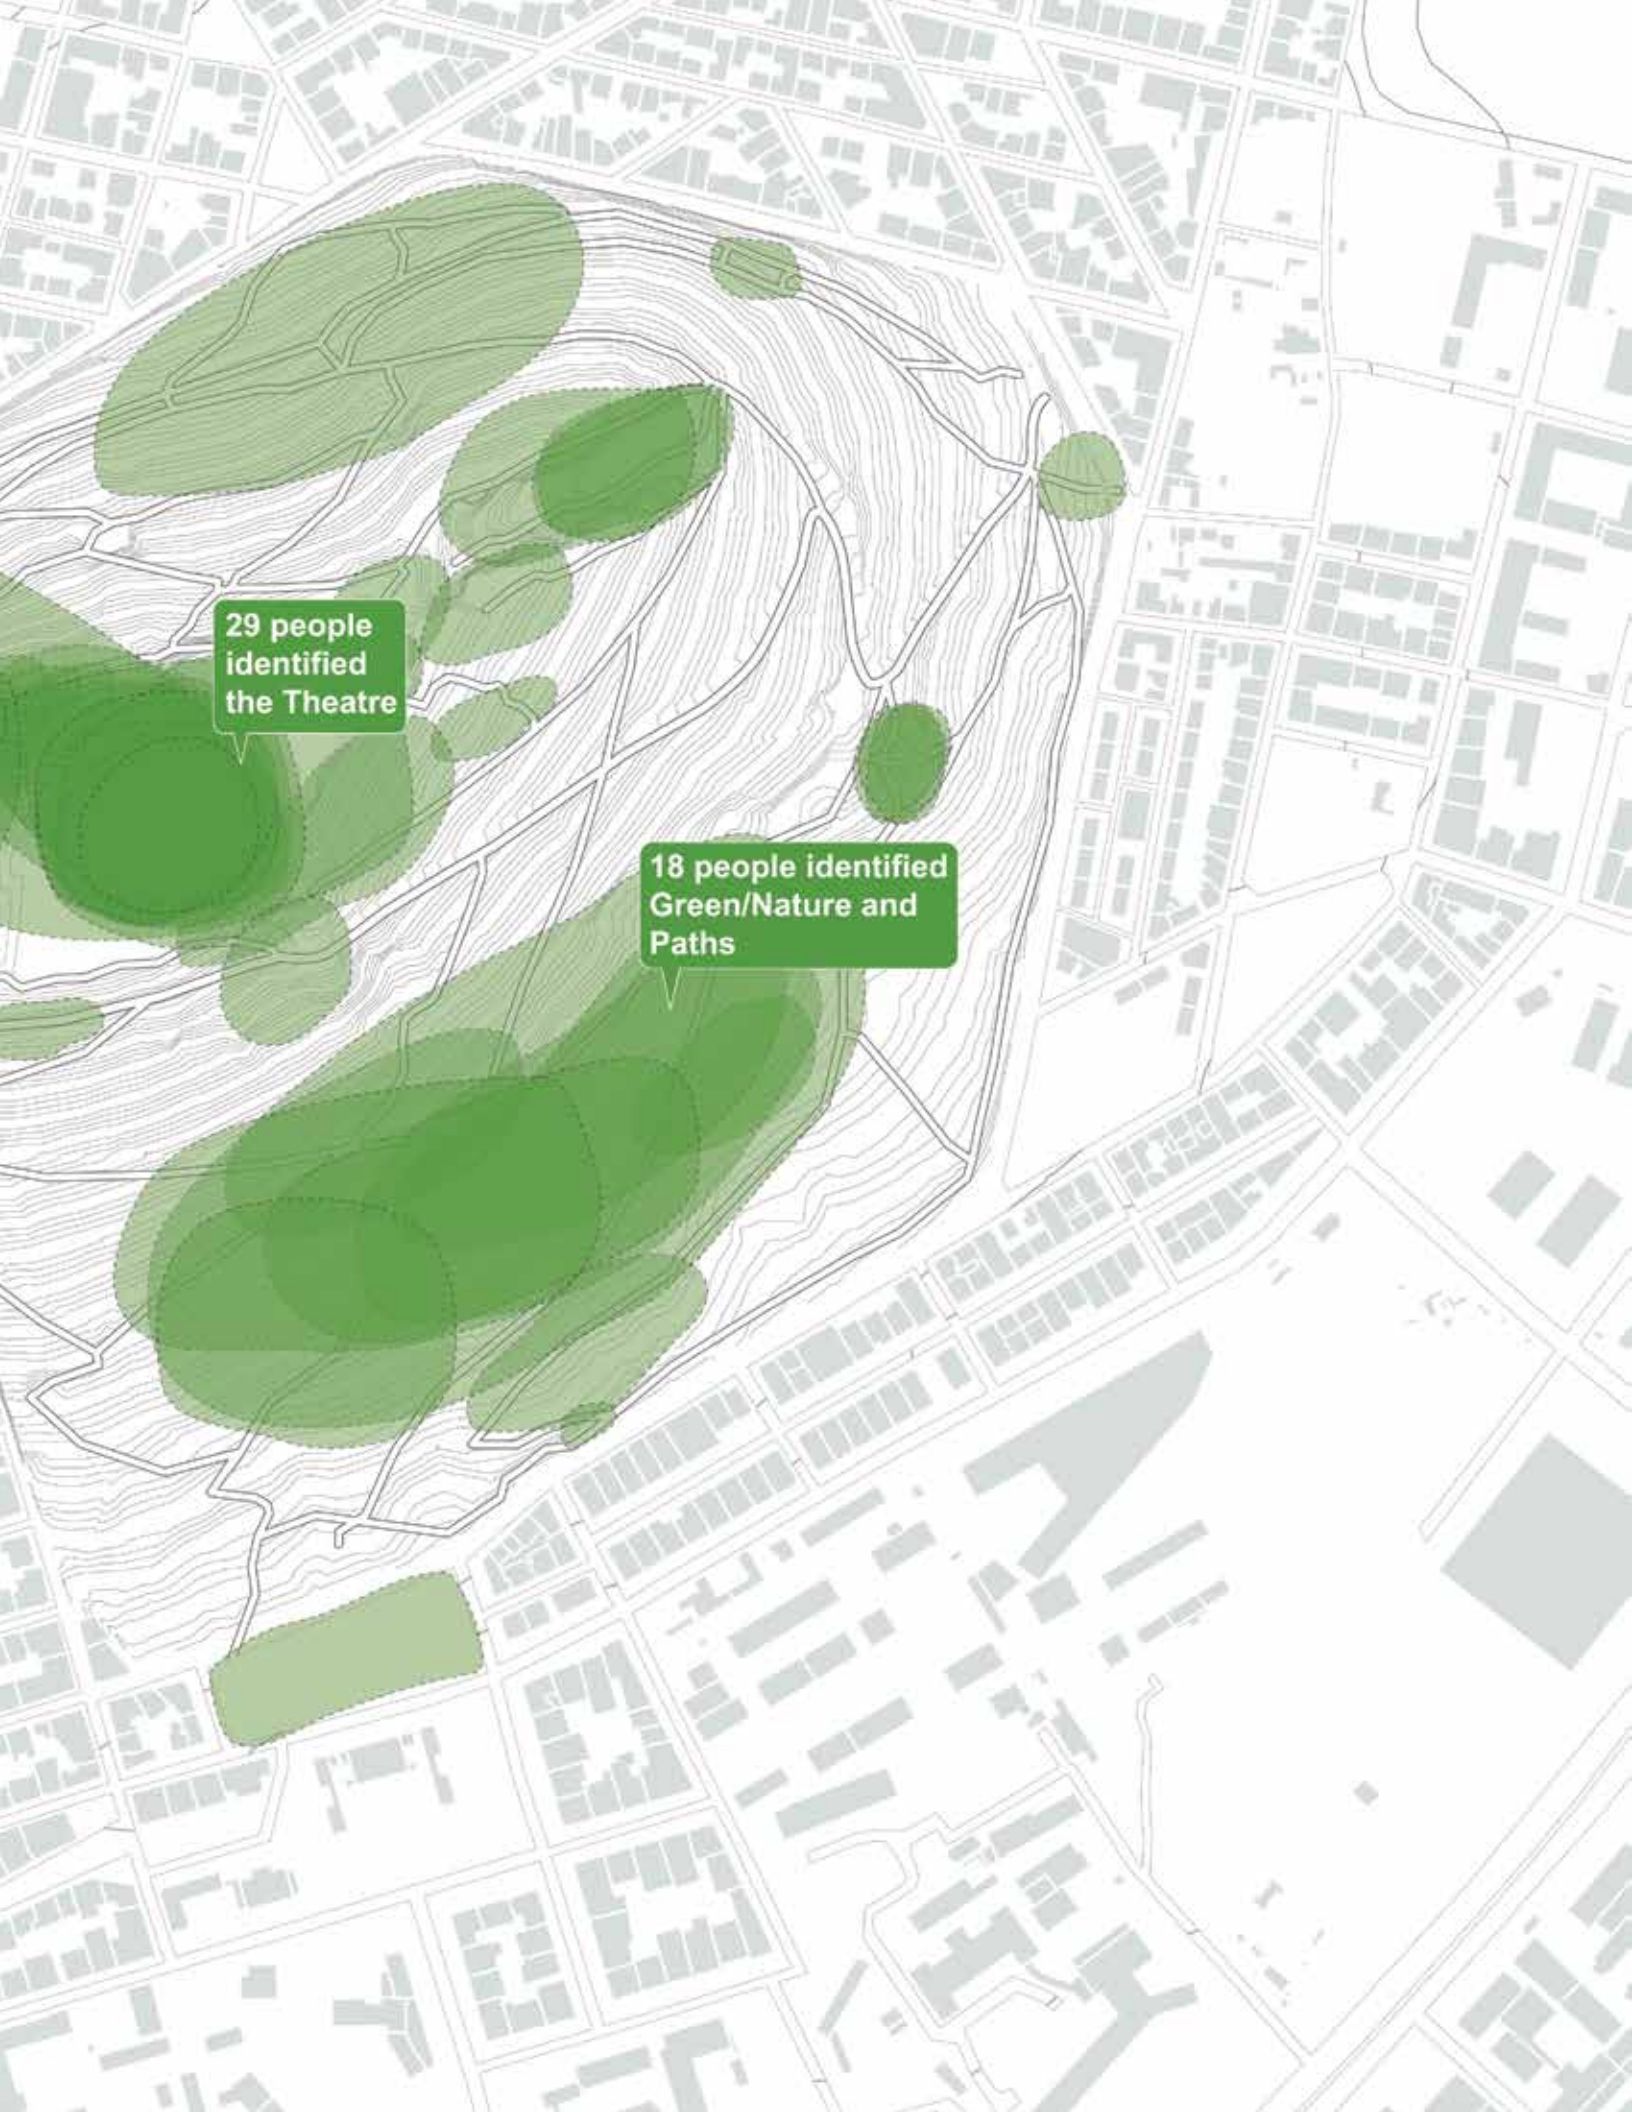 29 people
identified
the Theatre
18 people identified
Green/Nature and
Paths